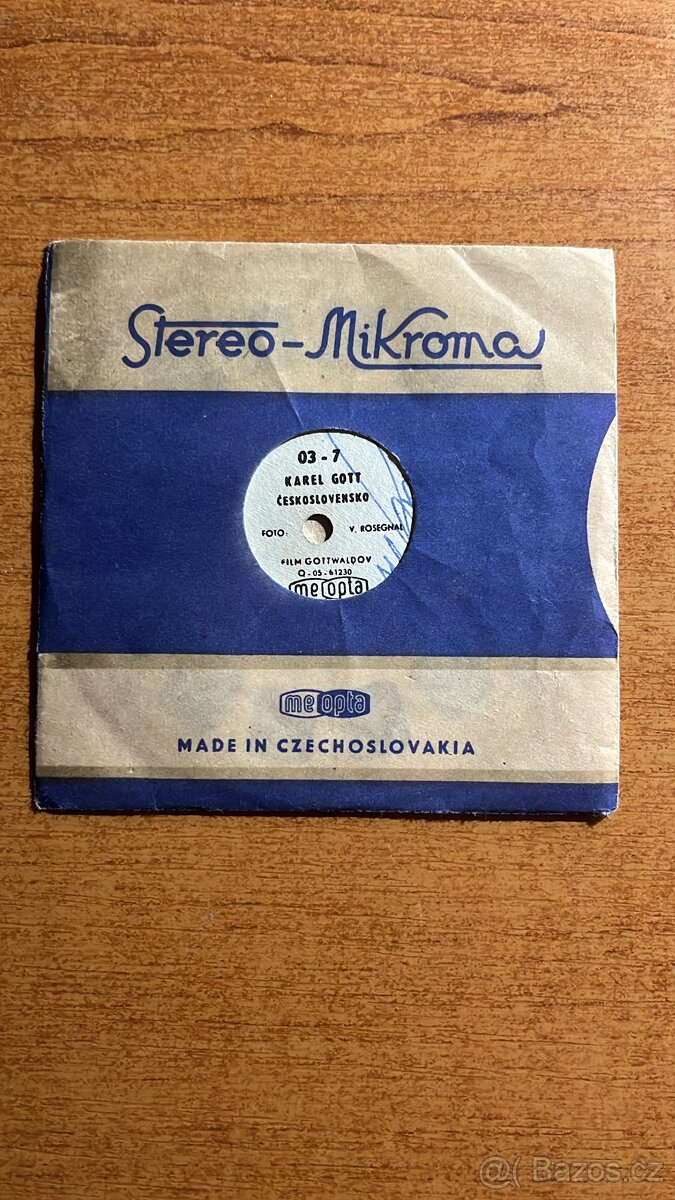 Stereo-Mikroma
03 - 7
KAREL GOTT
ČESKOSLOVENSKO
FOTO: V. ROSEGNAL
FILM GOTTWALDOV
Q - 05 - 61230
meopta
meopta
MADE IN CZECHOSLOVAKIA
Bazos.cz